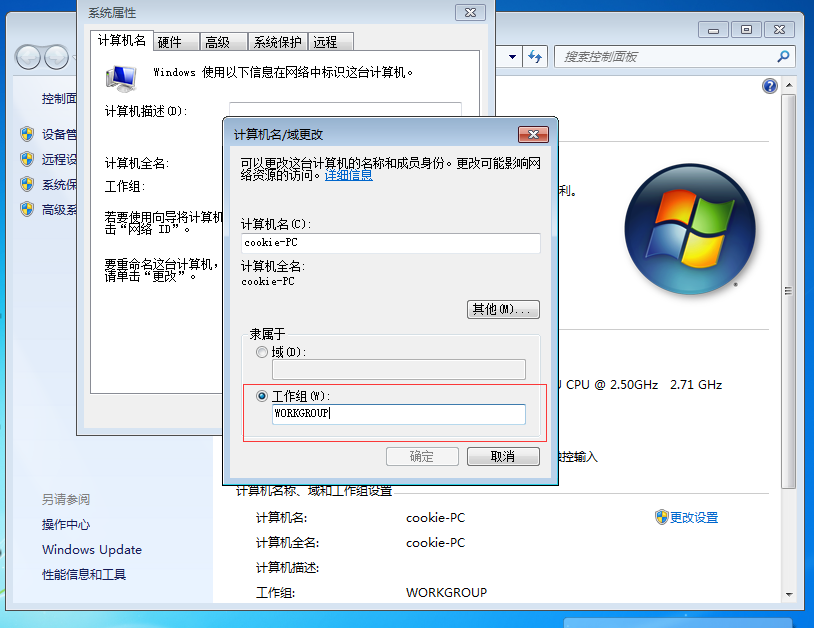 系统属性
计算机名
硬件
高级
系统保护
远程
Windows 使用以下信息在网络中标识这台计算机。
计算机描述(D):
计算机全名:
工作组:
若要使用向导将计算机
击“网络 ID”。
要重命名这台计算机，
请单击“更改”。
搜索控制面板
控制面
设备管
远程设
系统保
高级系
另请参阅
操作中心
Windows Update
性能信息和工具
计算机名/域更改
可以更改这台计算机的名称和成员身份。更改可能影响网
络资源的访问。详细信息
计算机名(C):
cookie-PC
计算机全名:
cookie-PC
其他(M)...
隶属于
域(D):
工作组(W):
WORKGROUP
确定
取消
利。
CPU @ 2.50GHz 2.71 GHz
控输入
计算机名称、域和工作组设置
计算机名: cookie-PC
更改设置
计算机全名: cookie-PC
计算机描述:
工作组: WORKGROUP